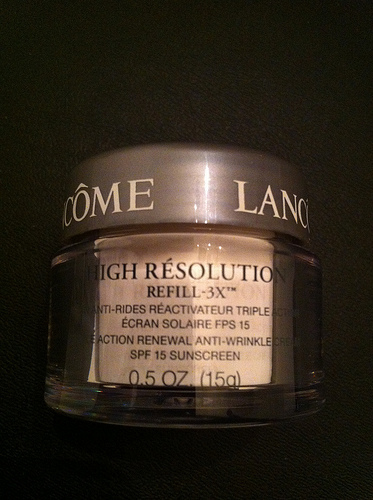 CÔME LANC
HIGH RÉSOLUTION
REFILL-3X™
ANTI-RIDES RÉACTIVATEUR TRIPLE
ÉCRAN SOLAIRE FPS 15
ACTION RENEWAL ANTI-WRINKLE
SPF 15 SUNSCREEN
0.5 OZ. (15g)